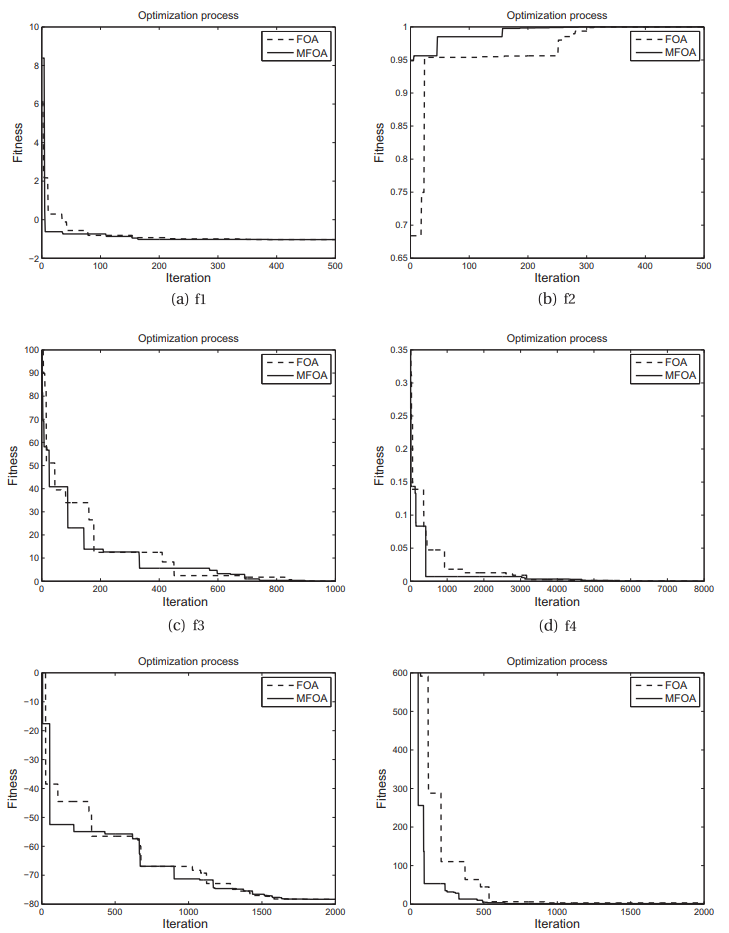 Optimization process
10
8
6
4
2
0
−2
Fitness
FOA
MFOA
0 100 200 300 400 500
Iteration
(a) f1
Optimization process
1
0.95
0.9
0.85
0.8
0.75
0.7
0.65
Fitness
FOA
MFOA
0 100 200 300 400 500
Iteration
(b) f2
Optimization process
100
90
80
70
60
50
40
30
20
10
0
Fitness
FOA
MFOA
0 200 400 600 800 1000
Iteration
(c) f3
Optimization process
0.35
0.3
0.25
0.2
0.15
0.1
0.05
0
Fitness
FOA
MFOA
0 1000 2000 3000 4000 5000 6000 7000 8000
Iteration
(d) f4
Optimization process
0
−10
−20
−30
−40
−50
−60
−70
−80
Fitness
FOA
MFOA
0 500 1000 1500 2000
Iteration
Optimization process
600
500
400
300
200
100
0
Fitness
FOA
MFOA
0 500 1000 1500 2000
Iteration